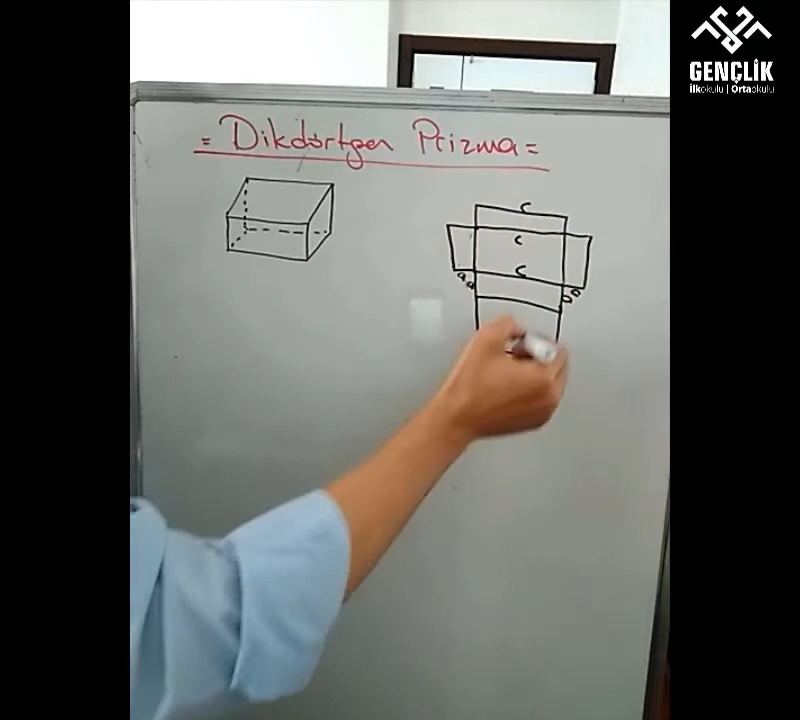 GENÇLİK
İlkokulu | Ortaokulu
= Dikdörtgen Prizma =
c
c
c
a
a
a
a